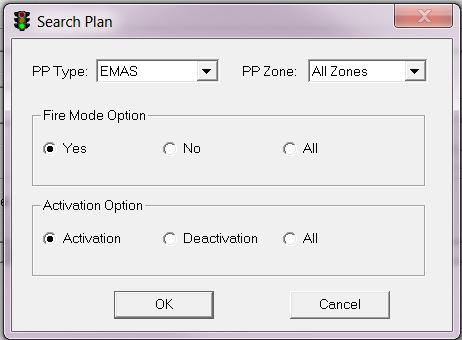 Search Plan
PP Type: EMAS PP Zone: All Zones
Fire Mode Option
Yes No All
Activation Option
Activation Deactivation All
OK Cancel